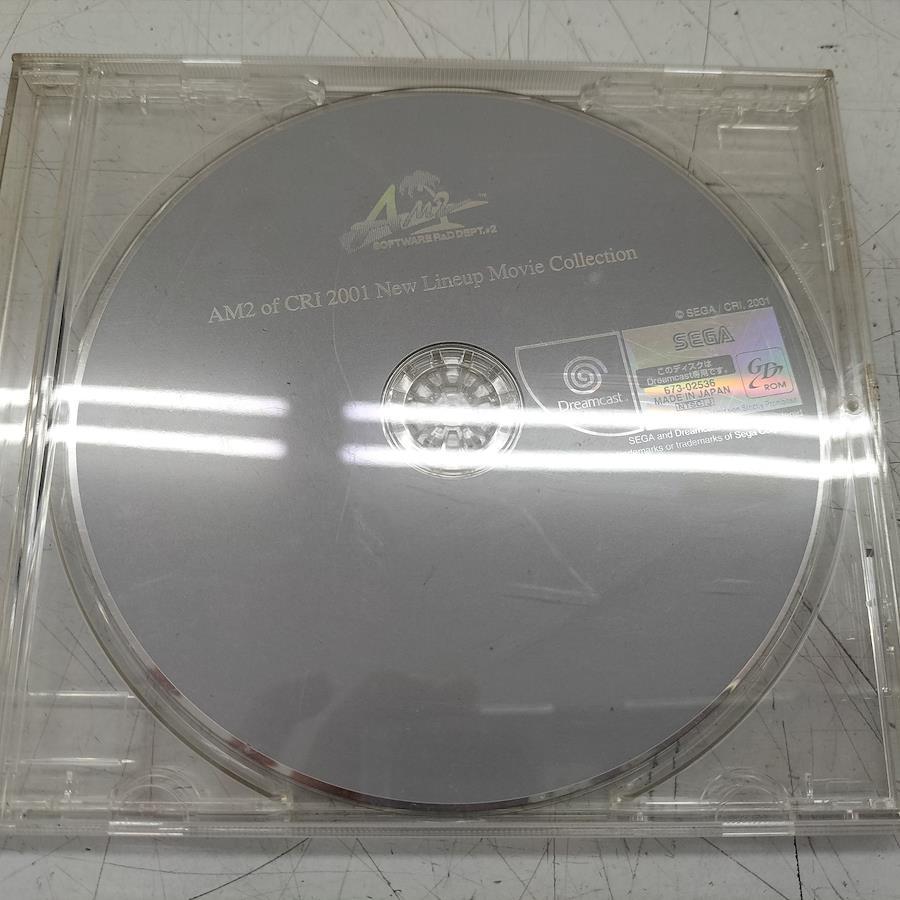 AM2
SOFTWARE R&D DEPT.#2
AM2 of CRI 2001 New Lineup Movie Collection
© SEGA / CRI, 2001
SEGA
このディスクは
Dreamcast専用です。
673-02536
MADE IN JAPAN
NTSC-J
GD
ROM
Dreamcast
SEGA and Dreamcast
trademarks or trademarks of Sega